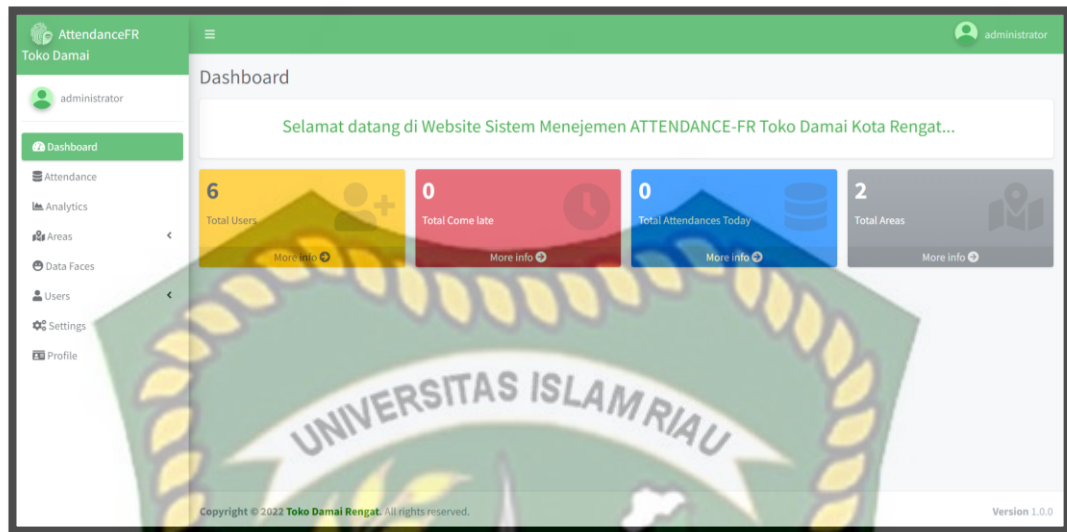 AttendanceFR
Toko Damai
administrator
administrator
Dashboard
Attendance
Analytics
Areas
Data Faces
Users
Settings
Profile
Dashboard
Selamat datang di Website Sistem Menejemen ATTENDANCE-FR Toko Damai Kota Rengat...
6
Total Users
More info
0
Total Come late
More info
0
Total Attendances Today
More info
2
Total Areas
More info
UNIVERSITAS ISLAM RIAU
Copyright © 2022 Toko Damai Rengat. All rights reserved.
Version 1.0.0